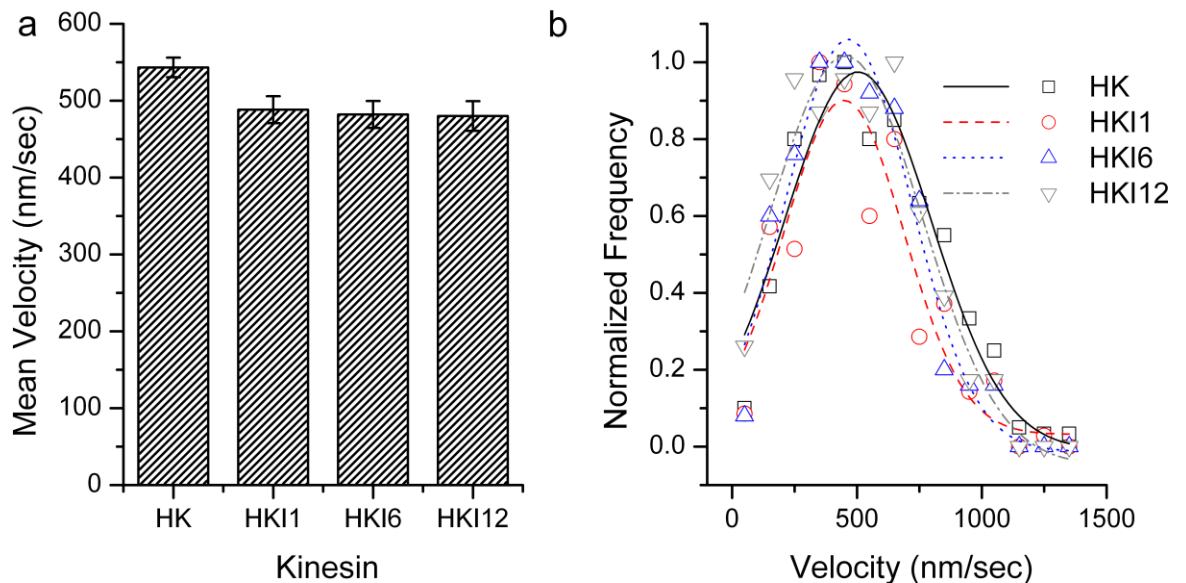 a
600
500
400
300
200
100
0
Mean Velocity (nm/sec)
HK HKI1 HKI6 HKI12
Kinesin
b
1.0
0.8
0.6
0.4
0.2
0.0
Normalized Frequency
HK
HKI1
HKI6
HKI12
0 500 1000 1500
Velocity (nm/sec)